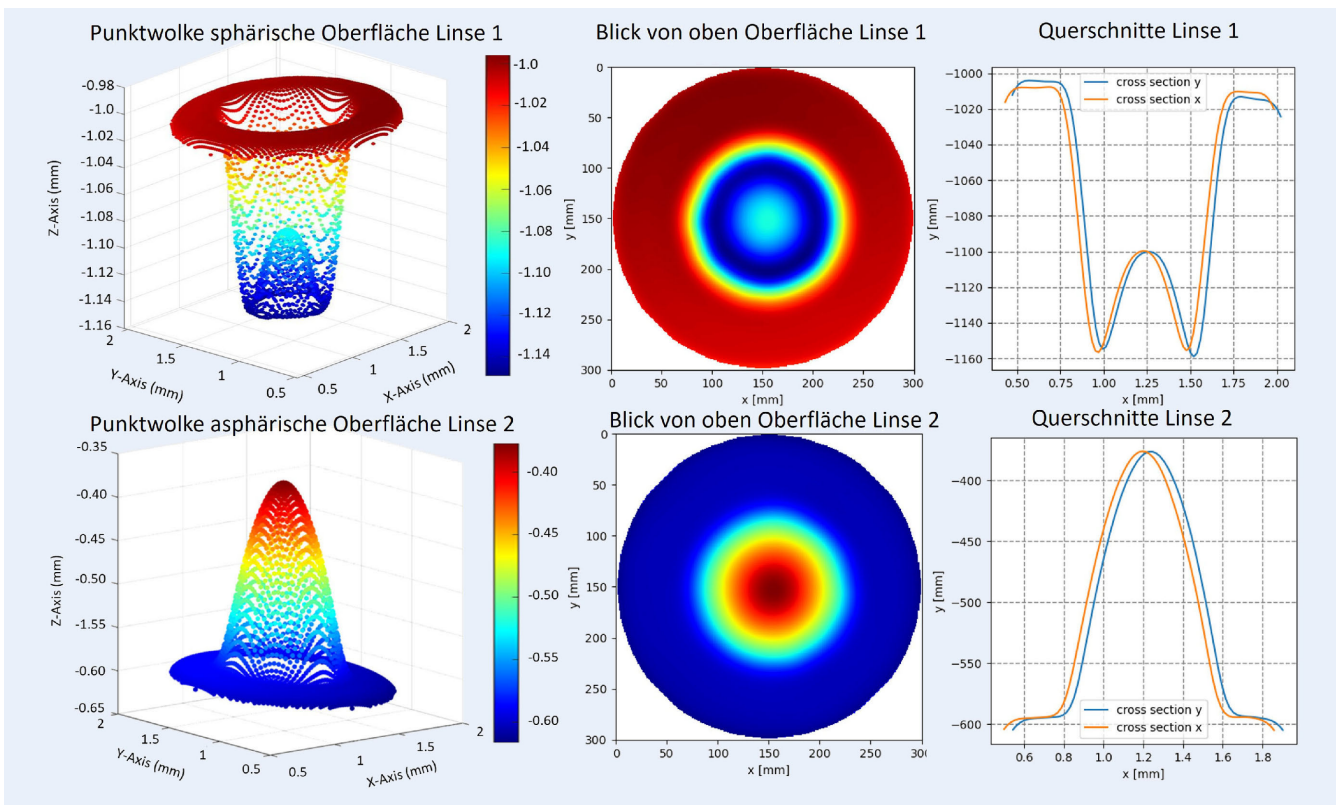 Punktwolke sphärische Oberfläche Linse 1
-0.98
-1.0
-1.02
-1.04
-1.06
-1.08
-1.10
-1.12
-1.14
-1.16
Z-Axis (mm)
2
1.5
1
0.5
Y-Axis (mm)
0.5
1
1.5
2
X-Axis (mm)
-1.0
-1.02
-1.04
-1.06
-1.08
-1.10
-1.12
-1.14
Blick von oben Oberfläche Linse 1
0
50
100
150
200
250
300
y [mm]
0 50 100 150 200 250 300
x [mm]
Querschnitte Linse 1
cross section y
cross section x
−1000
−1020
−1040
−1060
−1080
−1100
−1120
−1140
−1160
y [mm]
0.50 0.75 1.00 1.25 1.50 1.75 2.00
x [mm]
Punktwolke asphärische Oberfläche Linse 2
-0.35
-0.40
-0.45
-0.50
-1.55
-0.60
-0.65
Z-Axis (mm)
2
1.5
1
0.5
Y-Axis (mm)
0.5
1
1.5
2
X-Axis (mm)
-0.40
-0.45
-0.50
-0.55
-0.60
Blick von oben Oberfläche Linse 2
0
50
100
150
200
250
300
y [mm]
0 50 100 150 200 250 300
x [mm]
Querschnitte Linse 2
−400
−450
−500
−550
−600
y [mm]
cross section y
cross section x
0.6 0.8 1.0 1.2 1.4 1.6 1.8
x [mm]